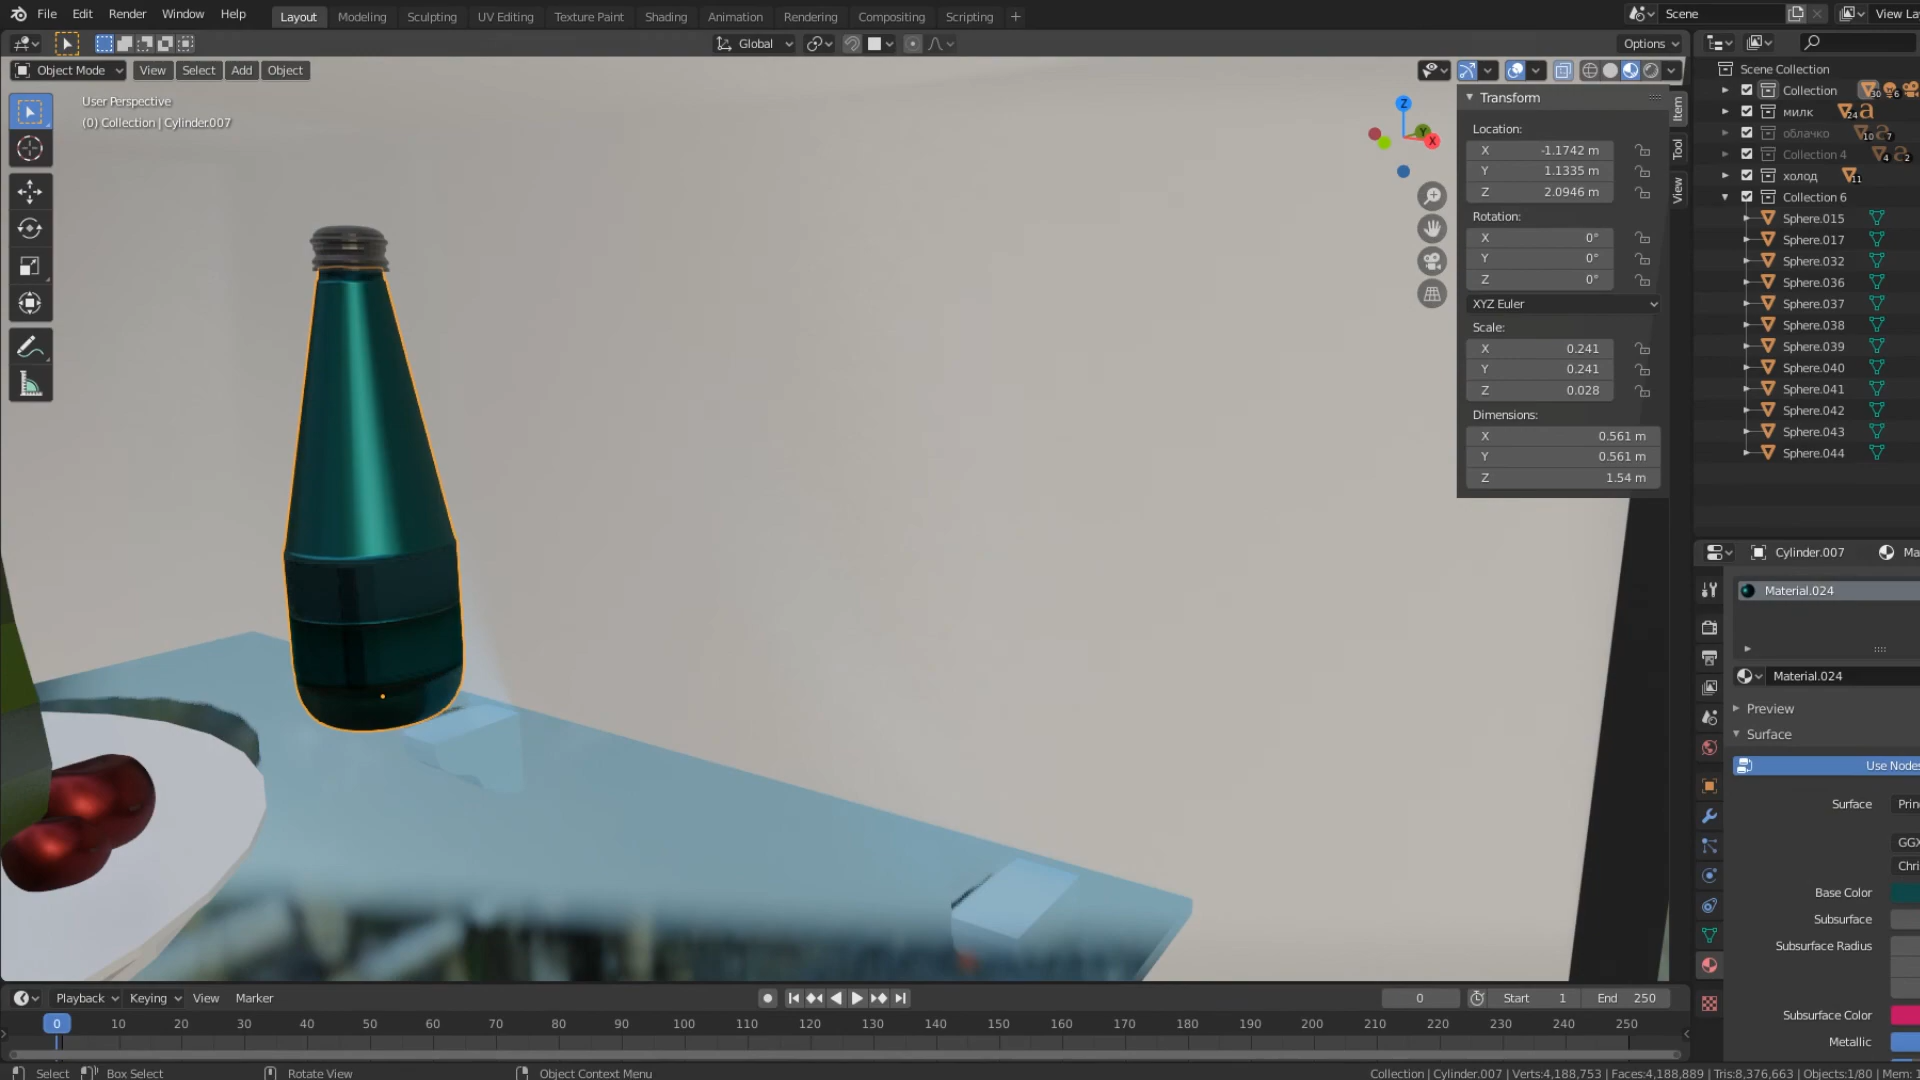 File Edit Render Window Help Layout Modeling Sculpting UV Editing Texture Paint Shading Animation Rendering Compositing Scripting + Scene
Global Options
Object Mode View Select Add Object
User Perspective
(0) Collection | Cylinder.007
Z
Y
X
Transform
Location:
X -1.1742 m
Y 1.1335 m
Z 2.0946 m
Rotation:
X 0°
Y 0°
Z 0°
XYZ Euler
Scale:
X 0.241
Y 0.241
Z 0.028
Dimensions:
X 0.561 m
Y 0.561 m
Z 1.54 m
Item
Tool
View
Scene Collection
Collection 30 6
милк 24
облачко 10 7
Collection 4 4 2
холод 11
Collection 6
Sphere.015
Sphere.017
Sphere.032
Sphere.036
Sphere.037
Sphere.038
Sphere.039
Sphere.040
Sphere.041
Sphere.042
Sphere.043
Sphere.044
Cylinder.007
Material.024
Material.024
Preview
Surface
Use Nodes
Surface
GGX
Base Color
Subsurface
Subsurface Radius
Subsurface Color
Metallic
Playback Keying View Marker 0 Start 1 End 250
0 10 20 30 40 50 60 70 80 90 100 110 120 130 140 150 160 170 180 190 200 210 220 230 240 250
Select Box Select Rotate View Object Context Menu Collection | Cylinder.007 | Verts:4,188,753 | Faces:4,188,889 | Tris:8,376,663 | Objects:1/80 | Mem: